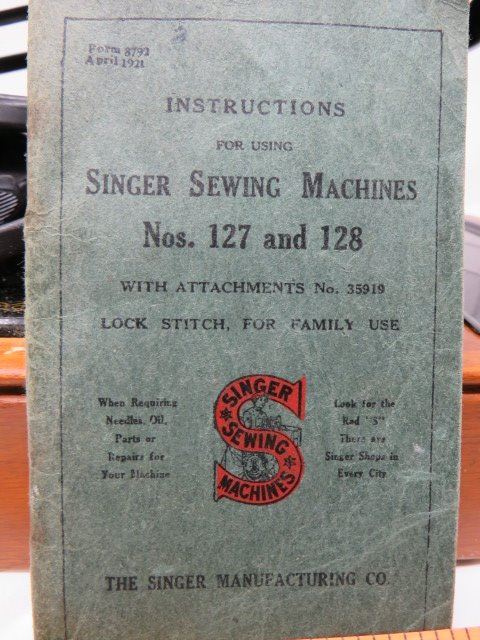 Form 8792
April 1921
INSTRUCTIONS
FOR USING
SINGER SEWING MACHINES
Nos. 127 and 128
WITH ATTACHMENTS No. 35919
LOCK STITCH, FOR FAMILY USE
When Requiring
Needles, Oil,
Parts or
Repairs for
Your Machine
SINGER
SEWING
MACHINES
Look for the
Red "S"
There are
Singer Shops in
Every City
THE SINGER MANUFACTURING CO.